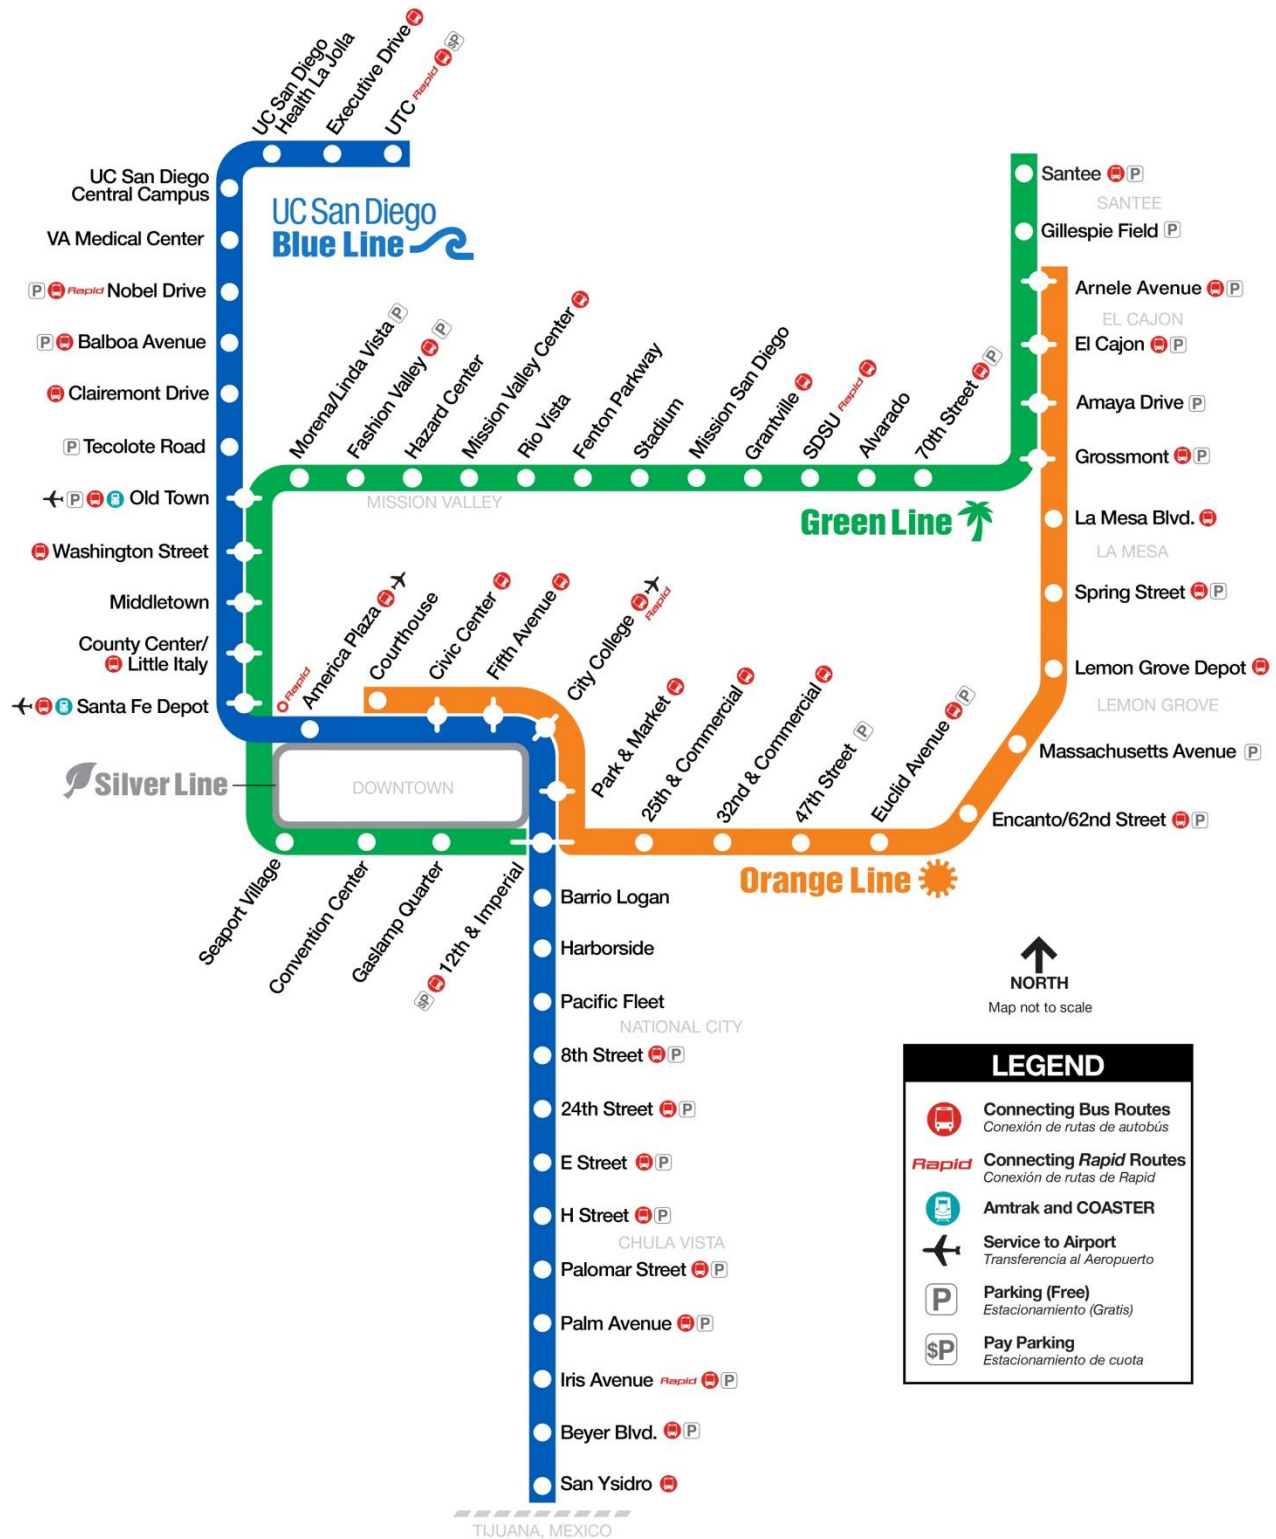 UC San Diego
Health La Jolla
Executive Drive
UTC Rapid $P
UC San Diego
Central Campus
VA Medical Center
P Rapid Nobel Drive
P Balboa Avenue
Clairemont Drive
P Tecolote Road
P Old Town
Washington Street
Middletown
County Center/
Little Italy
Santa Fe Depot
UC San Diego
Blue Line
Santee P
SANTEE
Gillespie Field P
Arnele Avenue P
EL CAJON
El Cajon P
Amaya Drive P
Grossmont P
La Mesa Blvd.
LA MESA
Spring Street P
Lemon Grove Depot
LEMON GROVE
Massachusetts Avenue P
Encanto/62nd Street P
Morena/Linda Vista P
Fashion Valley P
Hazard Center
Mission Valley Center
Rio Vista
Fenton Parkway
Stadium
Mission San Diego
Grantville
SDSU Rapid
Alvarado
70th Street P
MISSION VALLEY
Green Line
Rapid
America Plaza
Courthouse
Civic Center
Fifth Avenue
City College
Rapid
Park & Market
25th & Commercial
32nd & Commercial
47th Street P
Euclid Avenue P
Silver Line
DOWNTOWN
Orange Line
Seaport Village
Convention Center
Gaslamp Quarter
$P 12th & Imperial
Barrio Logan
Harborside
Pacific Fleet
NATIONAL CITY
8th Street P
24th Street P
E Street P
H Street P
CHULA VISTA
Palomar Street P
Palm Avenue P
Iris Avenue Rapid P
Beyer Blvd. P
San Ysidro
TIJUANA, MEXICO
NORTH
Map not to scale
LEGEND
Connecting Bus Routes
Conexión de rutas de autobús
Rapid Connecting Rapid Routes
Conexión de rutas de Rapid
Amtrak and COASTER
Service to Airport
Transferencia al Aeropuerto
P Parking (Free)
Estacionamiento (Gratis)
$P Pay Parking
Estacionamiento de cuota